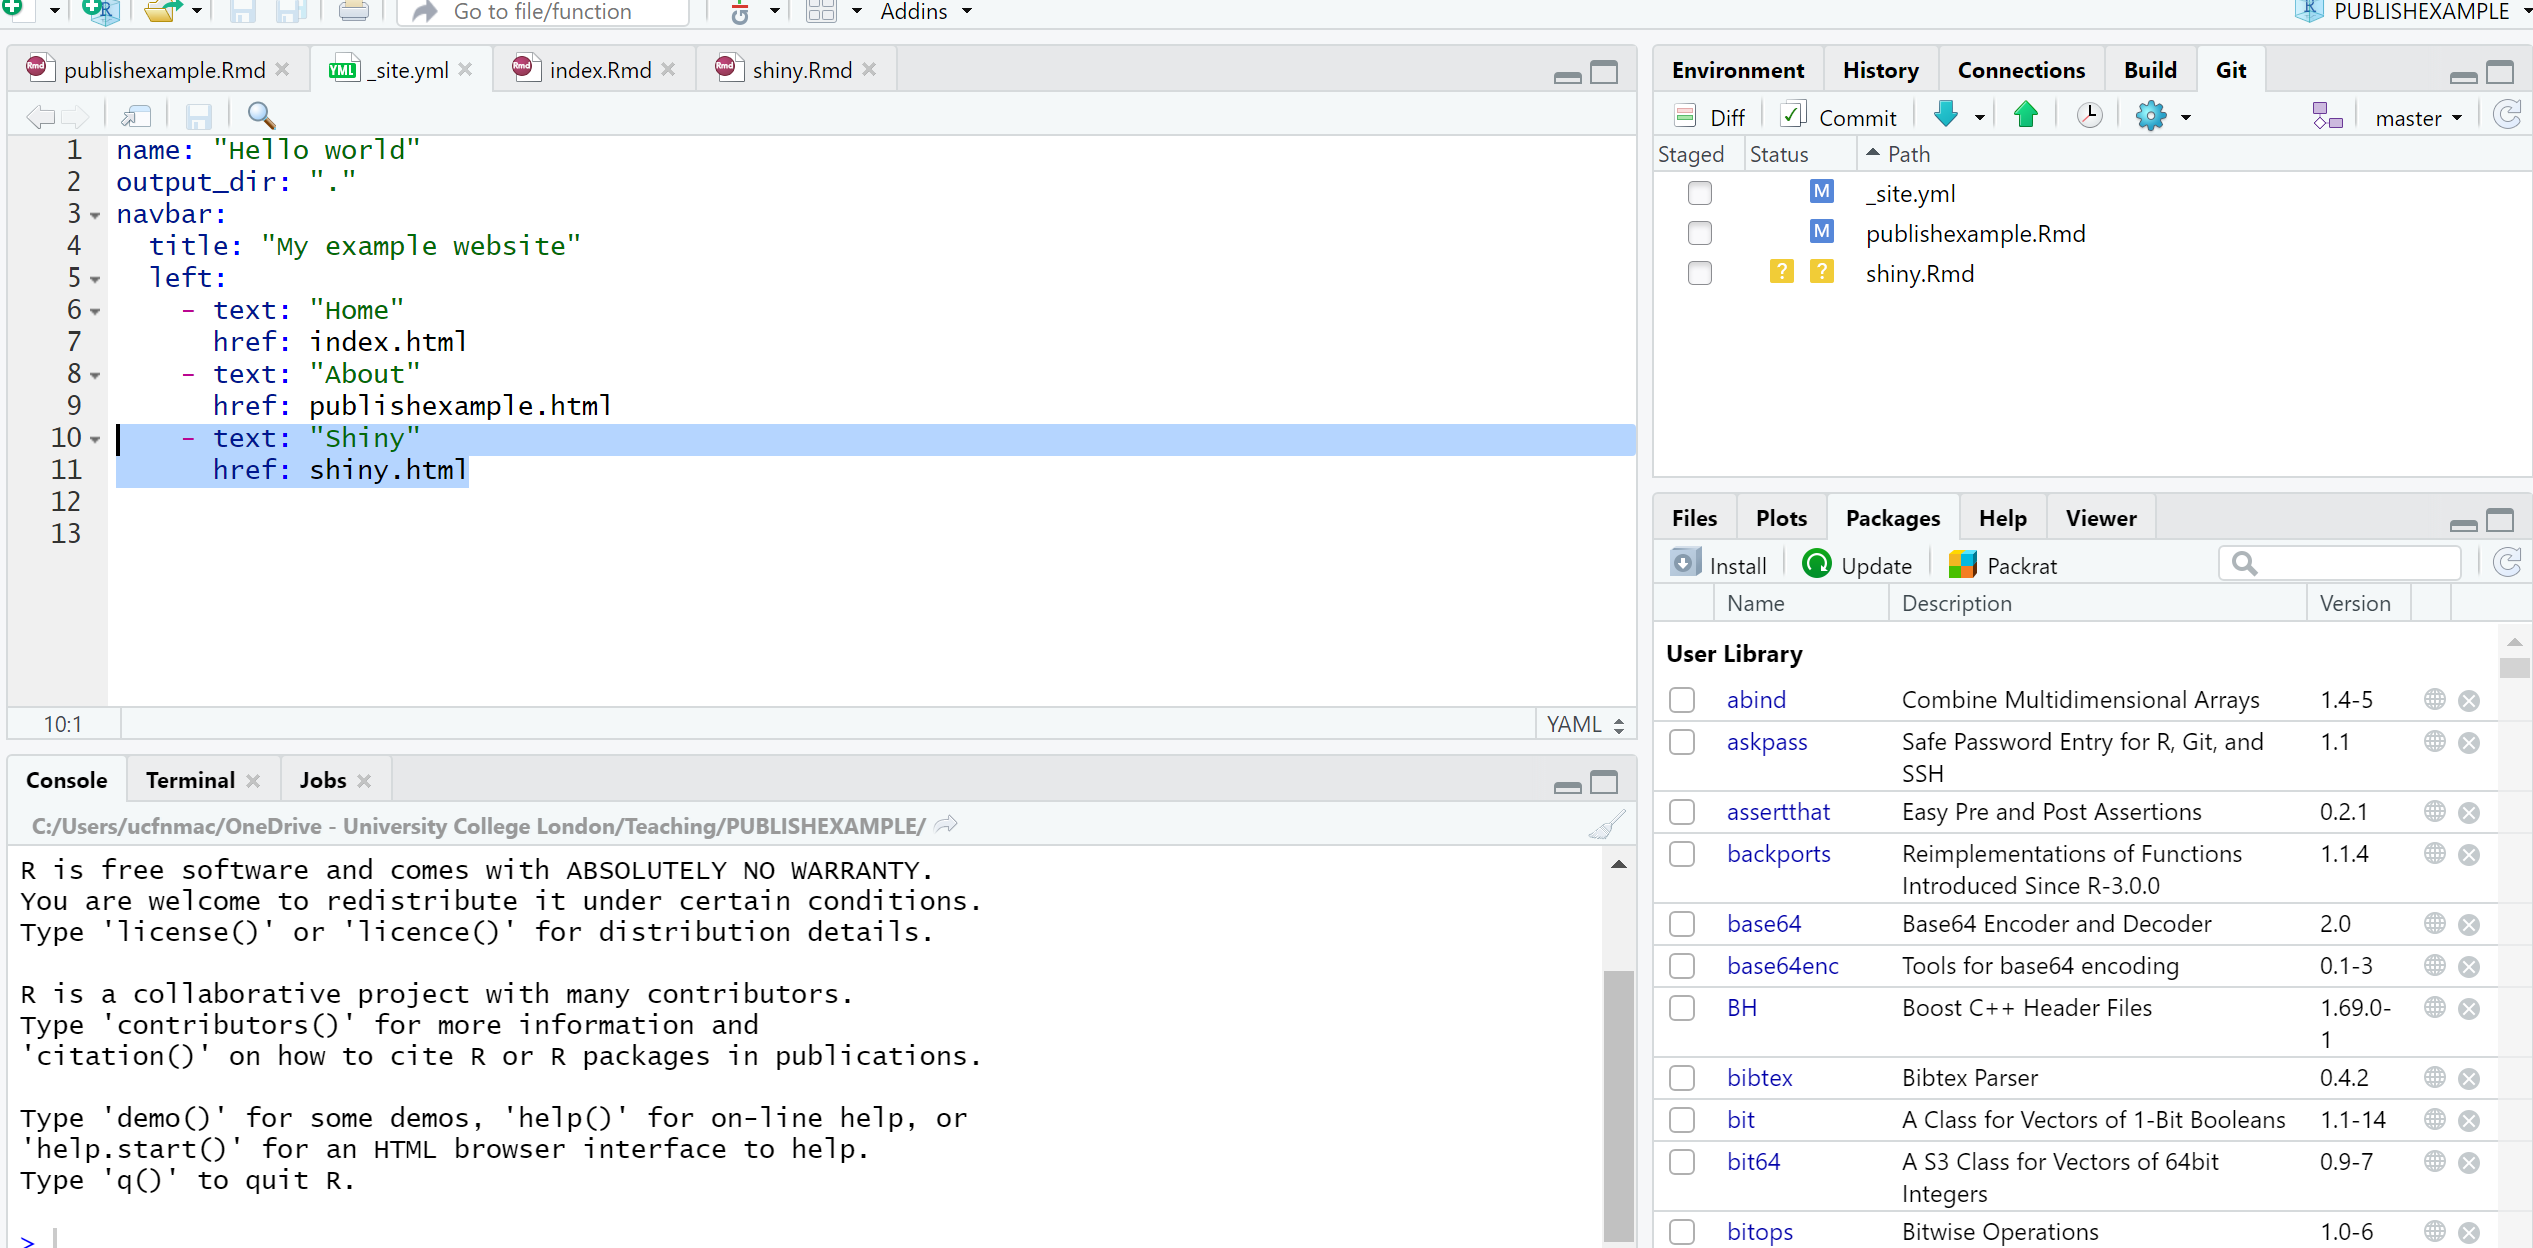 Go to file/function
Addins
PUBLISHEXAMPLE
publishexample.Rmd
_site.yml
index.Rmd
shiny.Rmd
1 name: "Hello world"
2 output_dir: "."
3 navbar:
4 title: "My example website"
5 left:
6 - text: "Home"
7 href: index.html
8 - text: "About"
9 href: publishexample.html
10 - text: "Shiny"
11 href: shiny.html
12
13
10:1
YAML
Console
Terminal
Jobs
C:/Users/ucfnmac/OneDrive - University College London/Teaching/PUBLISHEXAMPLE/
R is free software and comes with ABSOLUTELY NO WARRANTY.
You are welcome to redistribute it under certain conditions.
Type 'license()' or 'licence()' for distribution details.
R is a collaborative project with many contributors.
Type 'contributors()' for more information and
'citation()' on how to cite R or R packages in publications.
Type 'demo()' for some demos, 'help()' for on-line help, or
'help.start()' for an HTML browser interface to help.
Type 'q()' to quit R.
>
Environment
History
Connections
Build
Git
Diff
Commit
master
Staged Status Path
M _site.yml
M publishexample.Rmd
? ? shiny.Rmd
Files
Plots
Packages
Help
Viewer
Install
Update
Packrat
Name Description Version
User Library
abind Combine Multidimensional Arrays 1.4-5
askpass Safe Password Entry for R, Git, and 1.1
SSH
assertthat Easy Pre and Post Assertions 0.2.1
backports Reimplementations of Functions 1.1.4
Introduced Since R-3.0.0
base64 Base64 Encoder and Decoder 2.0
base64enc Tools for base64 encoding 0.1-3
BH Boost C++ Header Files 1.69.0-
1
bibtex Bibtex Parser 0.4.2
bit A Class for Vectors of 1-Bit Booleans 1.1-14
bit64 A S3 Class for Vectors of 64bit 0.9-7
Integers
bitops Bitwise Operations 1.0-6